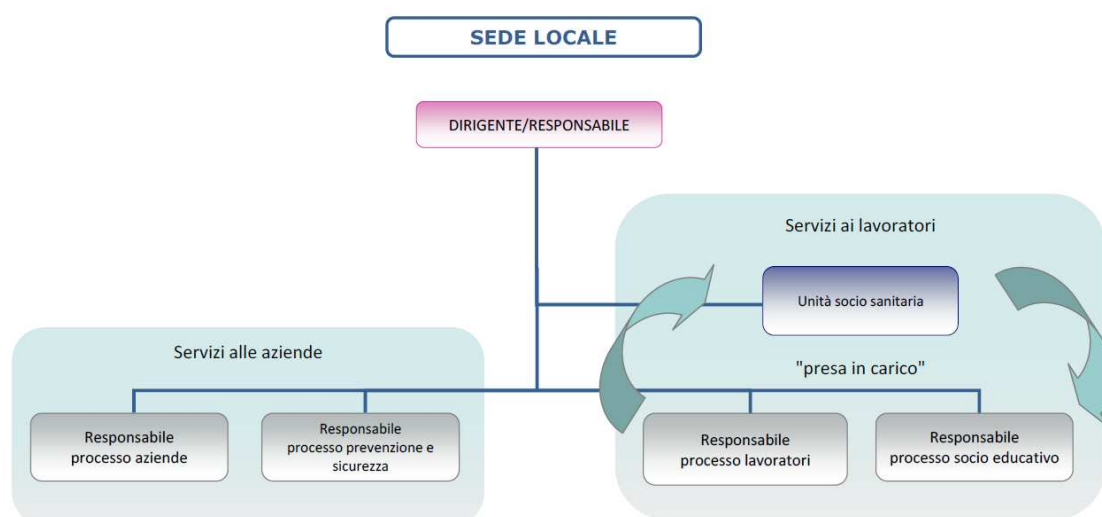 SEDE LOCALE
DIRIGENTE/RESPONSABILE
Servizi ai lavoratori
Unità socio sanitaria
Servizi alle aziende
"presa in carico"
Responsabile
processo aziende
Responsabile
processo prevenzione e
sicurezza
Responsabile
processo lavoratori
Responsabile
processo socio educativo